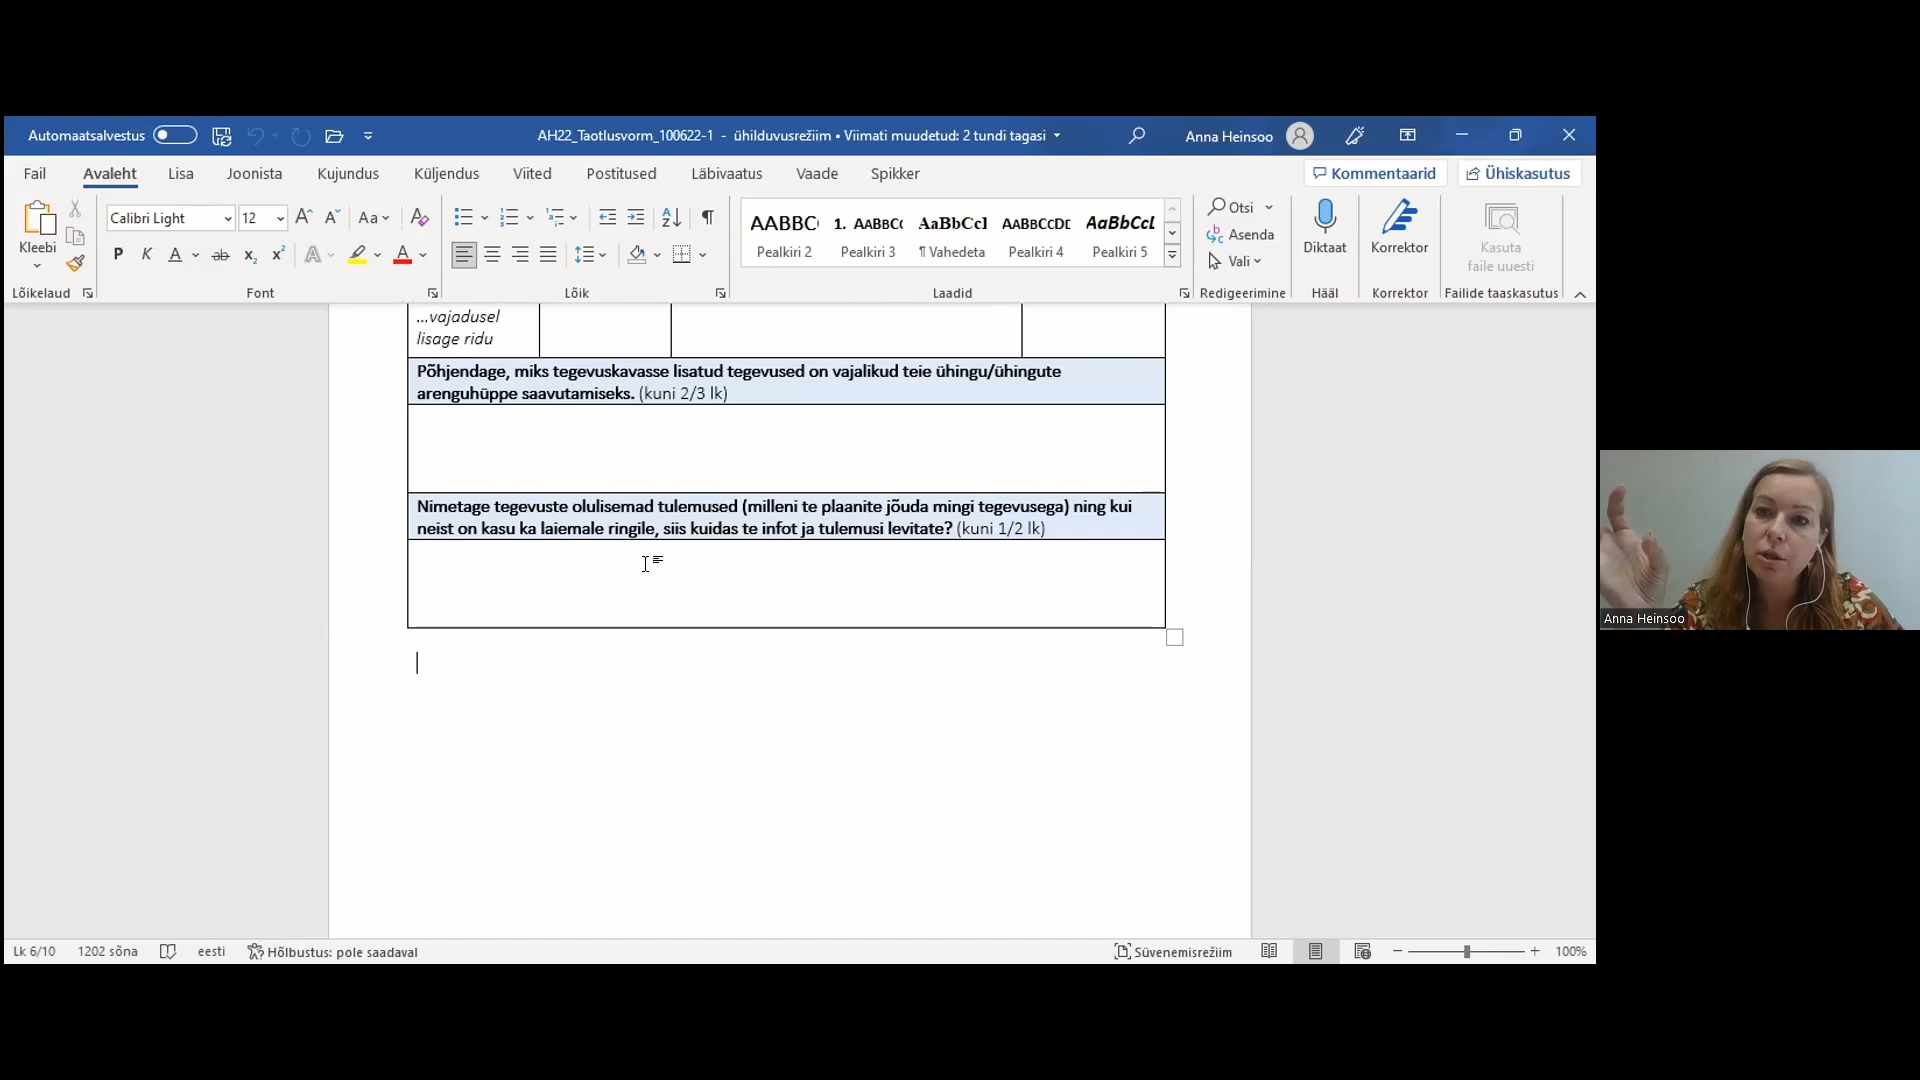 Automaatsalvestus
AH22_Taotlusvorm_100622-1 - ühilduvusrežiim • Viimati muudetud: 2 tundi tagasi
Anna Heinsoo
Fail Avaleht Lisa Joonista Kujundus Küljendus Viited Postitused Läbivaatus Vaade Spikker
Kommentaarid Ühiskasutus
Kleebi
Lõikelaud
Calibri Light 12
Aa
P K A ab x₂ x² A A
Font
Lõik
AABBC 1. AABBC AaBbCcI AABBCCDE AaBbCcL
Pealkiri 2 Pealkiri 3 ¶ Vahedeta Pealkiri 4 Pealkiri 5
Laadid
Otsi
Asenda
Vali
Redigeerimine
Diktaat
Hääl
Korrektor
Korrektor
Kasuta
faile uuesti
Failide taaskasutus
...vajadusel
lisage ridu
Põhjendage, miks tegevuskavasse lisatud tegevused on vajalikud teie ühingu/ühingute
arenguhüppe saavutamiseks. (kuni 2/3 lk)
Nimetage tegevuste olulisemad tulemused (milleni te plaanite jõuda mingi tegevusega) ning kui
neist on kasu ka laiemale ringile, siis kuidas te infot ja tulemusi levitate? (kuni 1/2 lk)
Anna Heinsoo
Lk 6/10 1202 sõna eesti Hõlbustus: pole saadaval
Süvenemisrežiim
100%